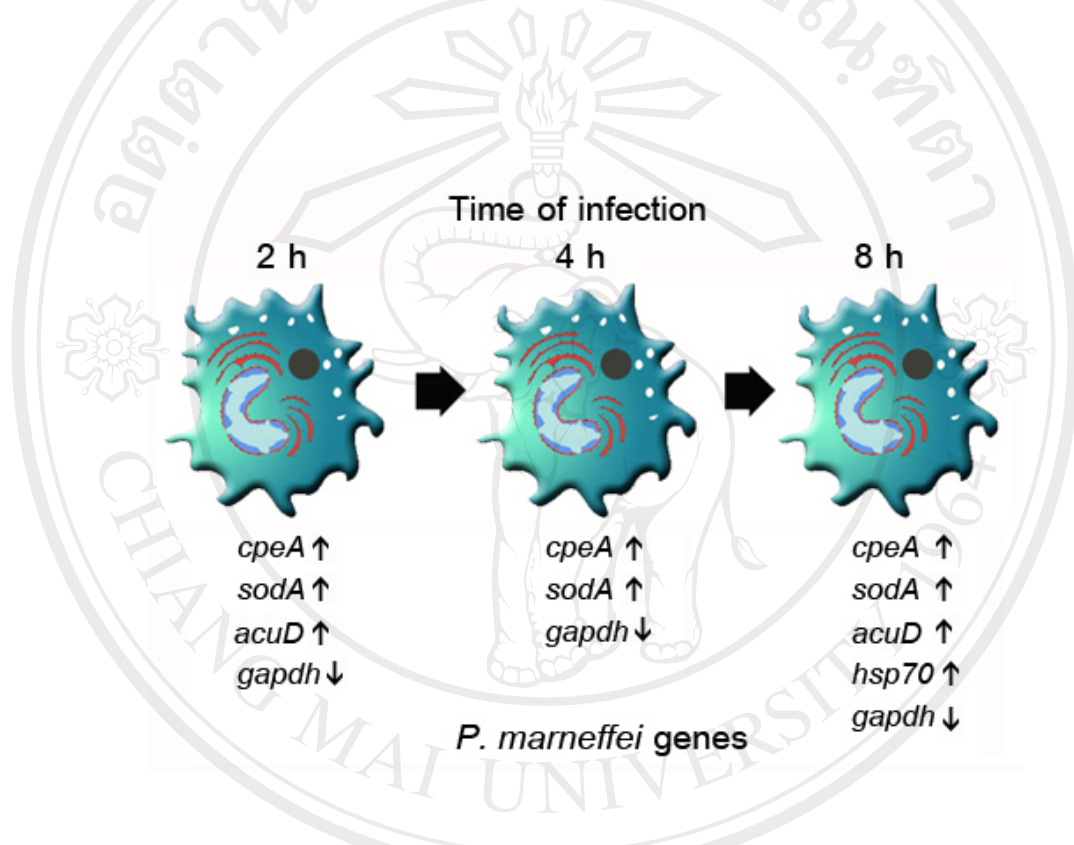 Time of infection
2 h
4 h
8 h
cpeA ↑
sodA ↑
acuD ↑
gapdh ↓
cpeA ↑
sodA ↑
gapdh ↓
cpeA ↑
sodA ↑
acuD ↑
hsp70 ↑
gapdh ↓
P. marneffei genes
CHIANG MAI UNIVERSITY 1964